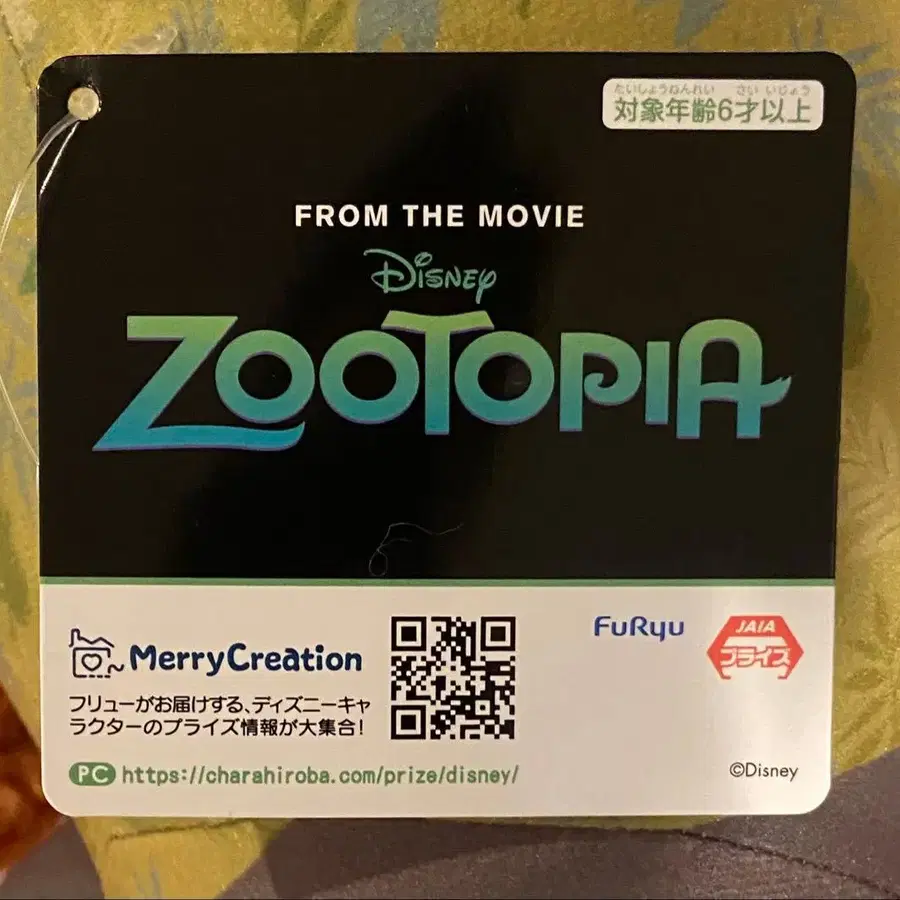 たいしょうねんれい さい いじょう
対象年齢6才以上
FROM THE MOVIE
Disney
ZOOTOPIA
MerryCreation
フリューがお届けする、ディズニーキャ
ラクターのプライズ情報が大集合!
PC https://charahiroba.com/prize/disney/
FuRyu
JAIA
プライズ
©Disney